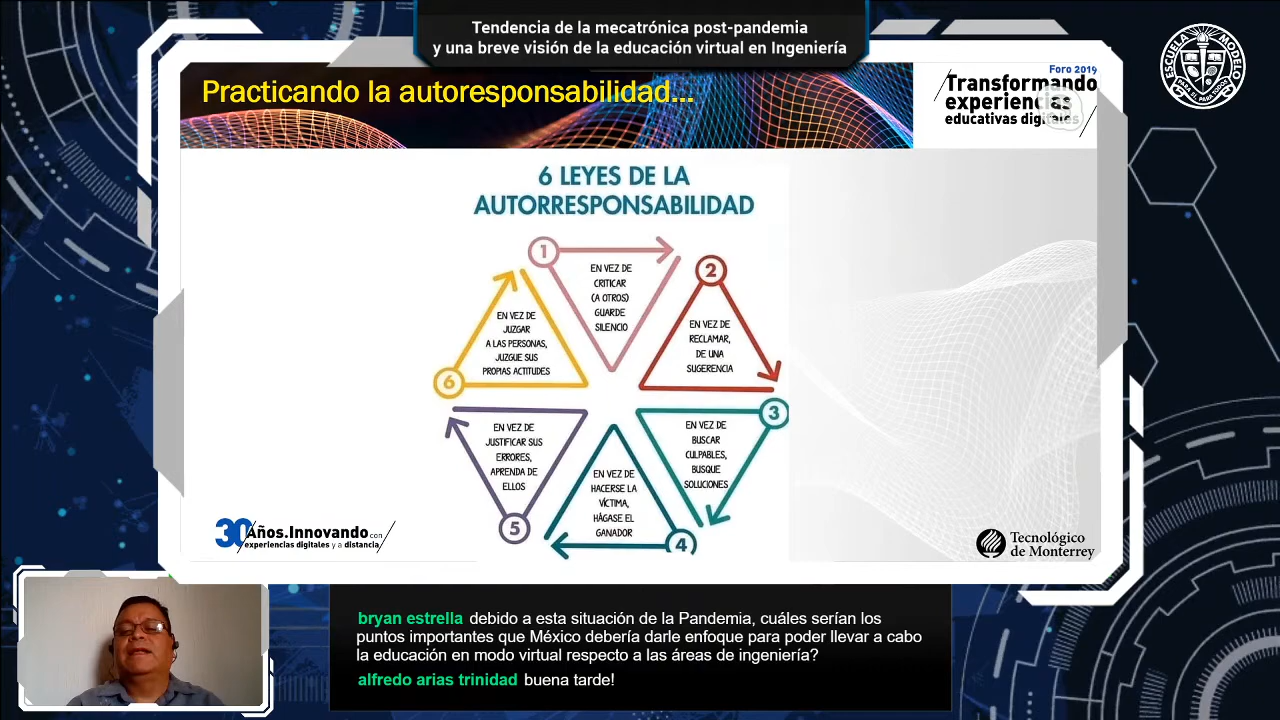 Tendencia de la mecatrónica post-pandemia
y una breve visión de la educación virtual en Ingeniería
ESCUELA MODELO
Practicando la autoresponsabilidad...
Foro 2019
Transformando
experiencias
educativas digitales
6 LEYES DE LA
AUTORRESPONSABILIDAD
1
EN VEZ DE
CRITICAR
(A OTROS)
GUARDE
SILENCIO
2
EN VEZ DE
RECLAMAR,
DE UNA
SUGERENCIA
3
EN VEZ DE
BUSCAR
CULPABLES,
BUSQUE
SOLUCIONES
4
EN VEZ DE
HACERSE LA
VÍCTIMA,
HÁGASE EL
GANADOR
5
EN VEZ DE
JUSTIFICAR SUS
ERRORES,
APRENDA DE
ELLOS
6
EN VEZ DE
JUZGAR
A LAS PERSONAS,
JUZGUE SUS
PROPIAS ACTITUDES
30 Años.Innovando con
experiencias digitales y a distancia
Tecnológico
de Monterrey
bryan estrella debido a esta situación de la Pandemia, cuáles serían los
puntos importantes que México debería darle enfoque para poder llevar a cabo
la educación en modo virtual respecto a las áreas de ingeniería?
alfredo arias trinidad buena tarde!